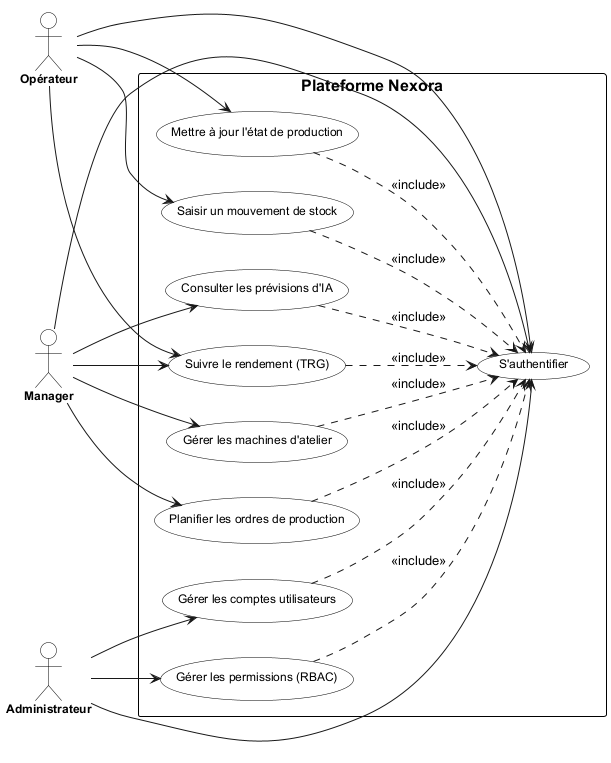 Opérateur
Plateforme Nexora
Mettre à jour l'état de production
«include»
Saisir un mouvement de stock
«include»
Consulter les prévisions d'IA
«include»
Manager
Suivre le rendement (TRG)
«include»
S'authentifier
«include»
Gérer les machines d'atelier
«include»
Planifier les ordres de production
«include»
«include»
Gérer les comptes utilisateurs
Gérer les permissions (RBAC)
Administrateur